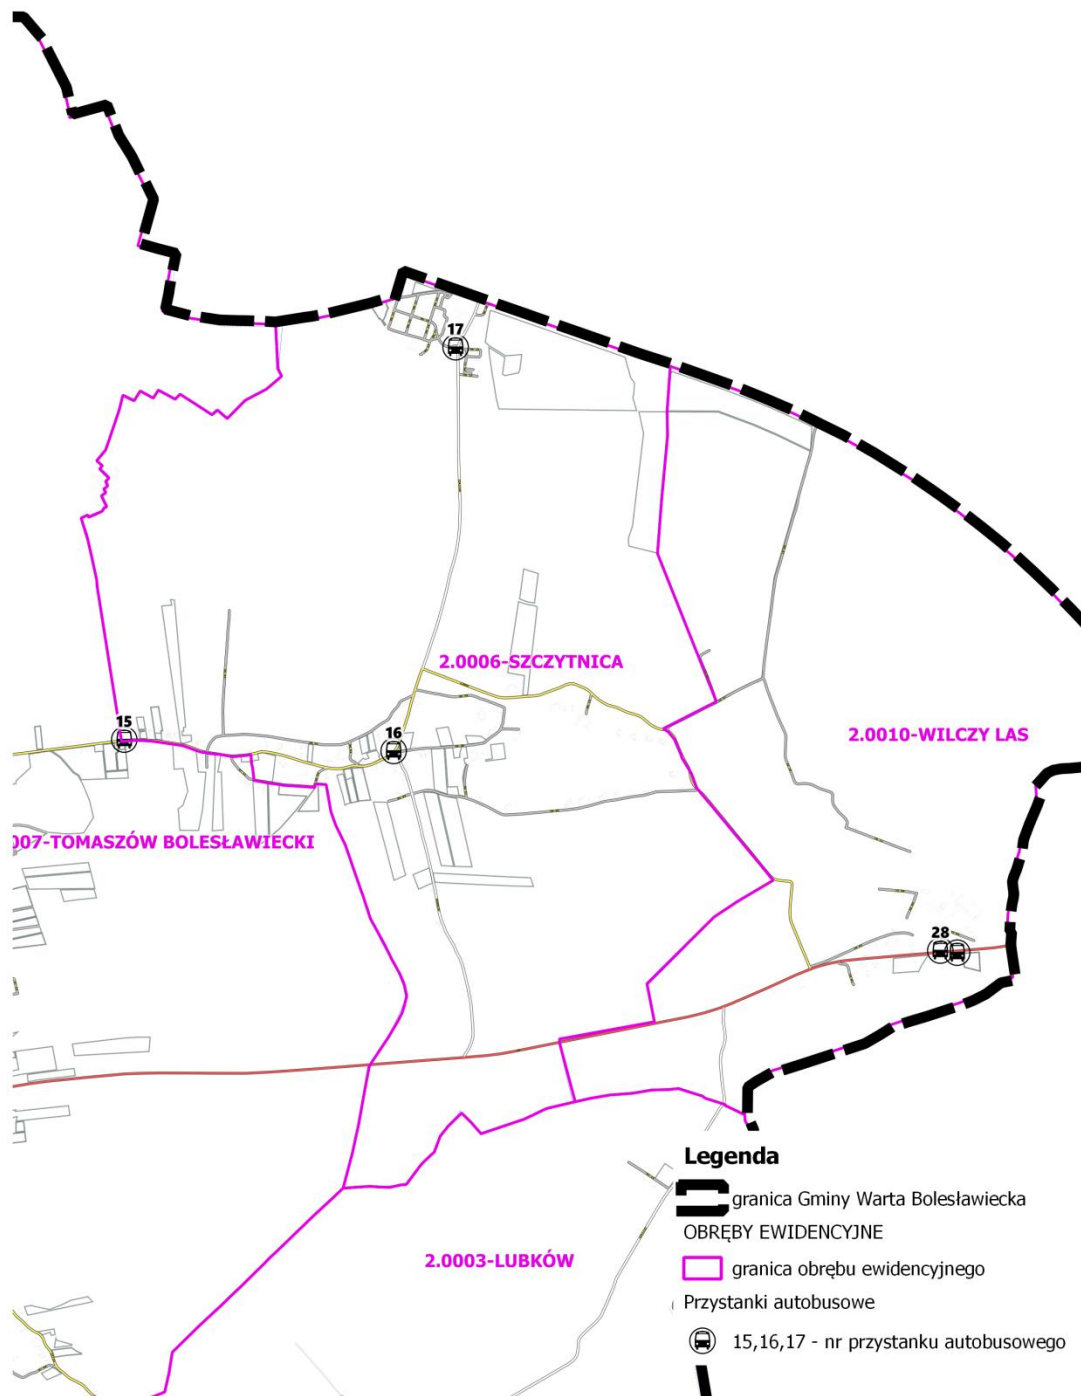 17
2.0006-SZCZYTNICA
15
16
2.0010-WILCZY LAS
007-TOMASZÓW BOLESŁAWIECKI
28
2.0003-LUBKÓW
Legenda
granica Gminy Warta Bolesławiecka
OBRĘBY EWIDENCYJNE
granica obrębu ewidencyjnego
Przystanki autobusowe
15,16,17 - nr przystanku autobusowego